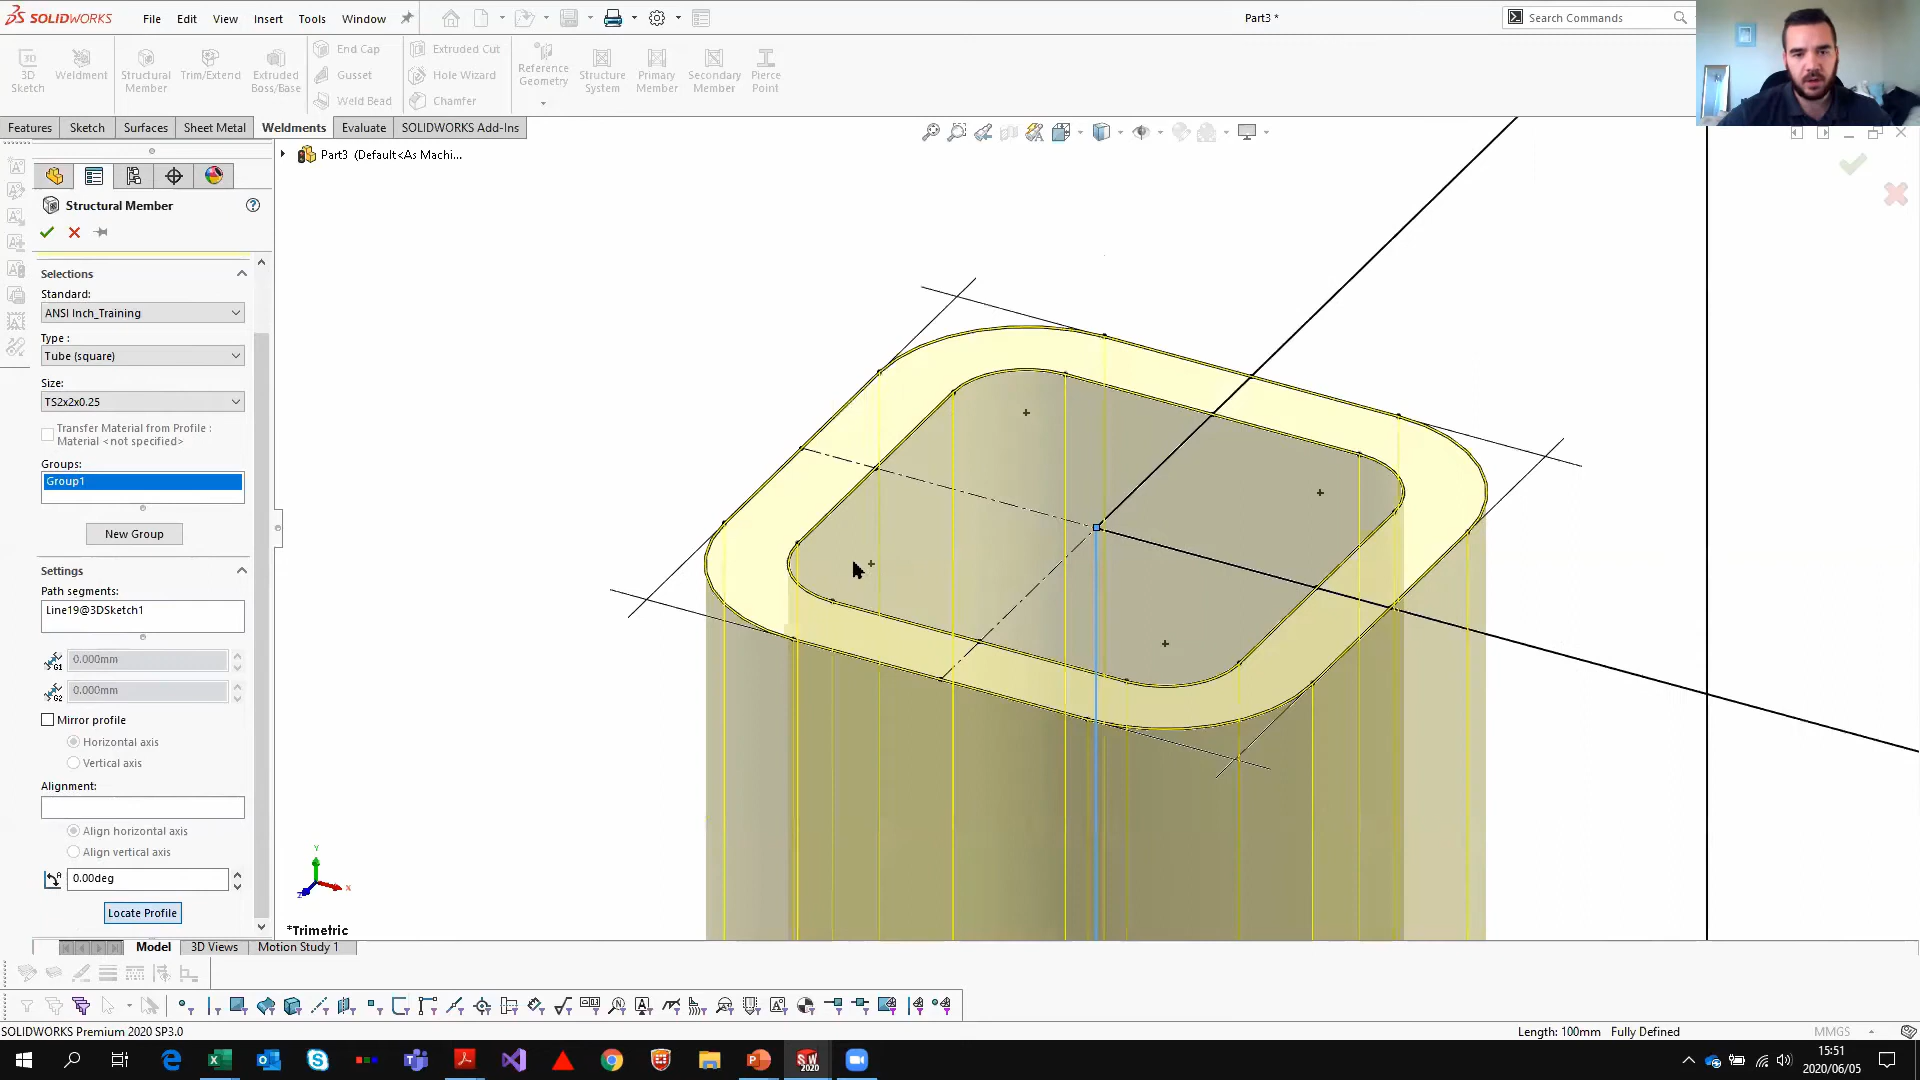 SOLIDWORKS
File Edit View Insert Tools Window
Part3 *
Search Commands
3D Sketch
Weldment
Structural Member
Trim/Extend
Extruded Boss/Base
End Cap
Gusset
Weld Bead
Extruded Cut
Hole Wizard
Chamfer
Reference Geometry
Structure System
Primary Member
Secondary Member
Pierce Point
Features Sketch Surfaces Sheet Metal Weldments Evaluate SOLIDWORKS Add-Ins
Part3 (Default<As Machi...
Structural Member
Selections
Standard:
ANSI Inch_Training
Type :
Tube (square)
Size:
TS2x2x0.25
Transfer Material from Profile :
Material <not specified>
Groups:
Group1
New Group
Settings
Path segments:
Line19@3DSketch1
G1 0.000mm
G2 0.000mm
Mirror profile
Horizontal axis
Vertical axis
Alignment:
Align horizontal axis
Align vertical axis
0.00deg
Locate Profile
Y
X
Z
*Trimetric
Model 3D Views Motion Study 1
SOLIDWORKS Premium 2020 SP3.0
Length: 100mm Fully Defined
MMGS
15:51
2020/06/05